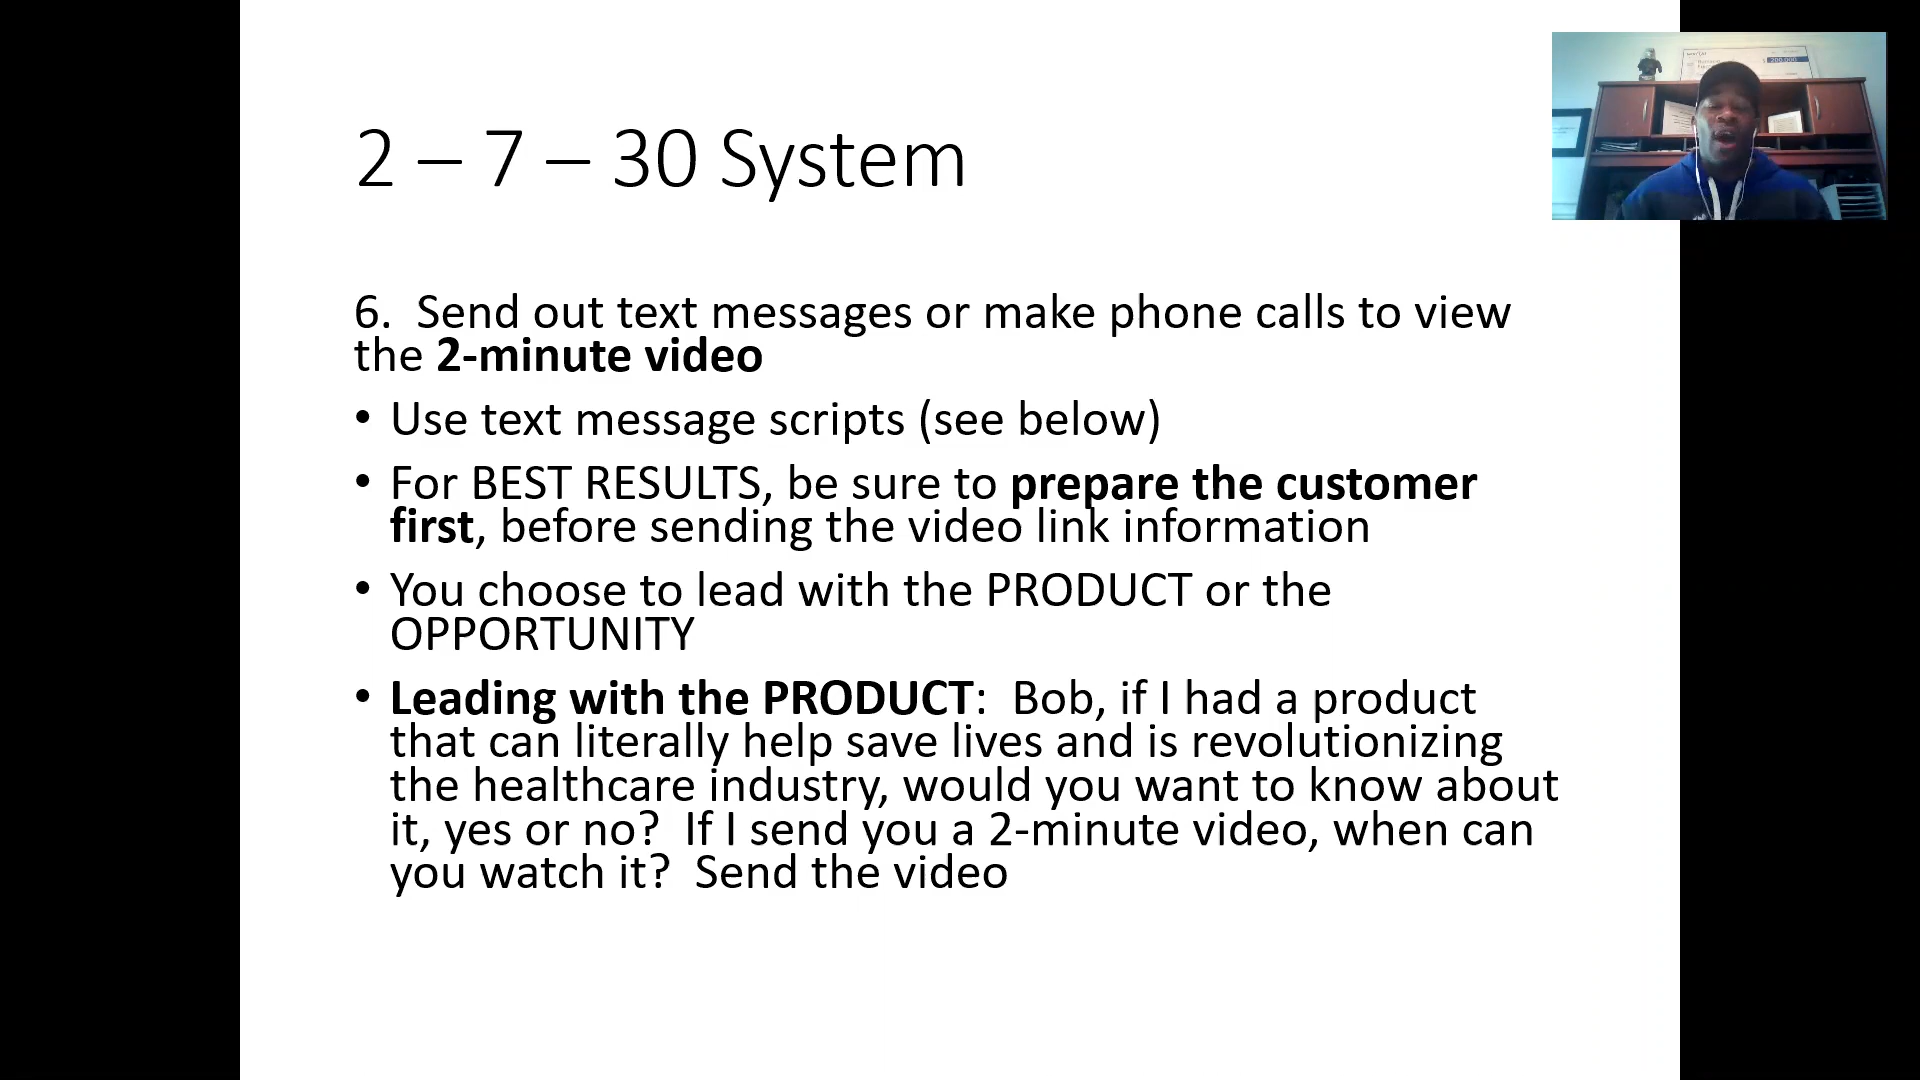 2 – 7 – 30 System
6.  Send out text messages or make phone calls to view
the 2-minute video
• Use text message scripts (see below)
• For BEST RESULTS, be sure to prepare the customer
first, before sending the video link information
• You choose to lead with the PRODUCT or the
OPPORTUNITY
• Leading with the PRODUCT:  Bob, if I had a product
that can literally help save lives and is revolutionizing
the healthcare industry, would you want to know about
it, yes or no?  If I send you a 2-minute video, when can
you watch it?  Send the video